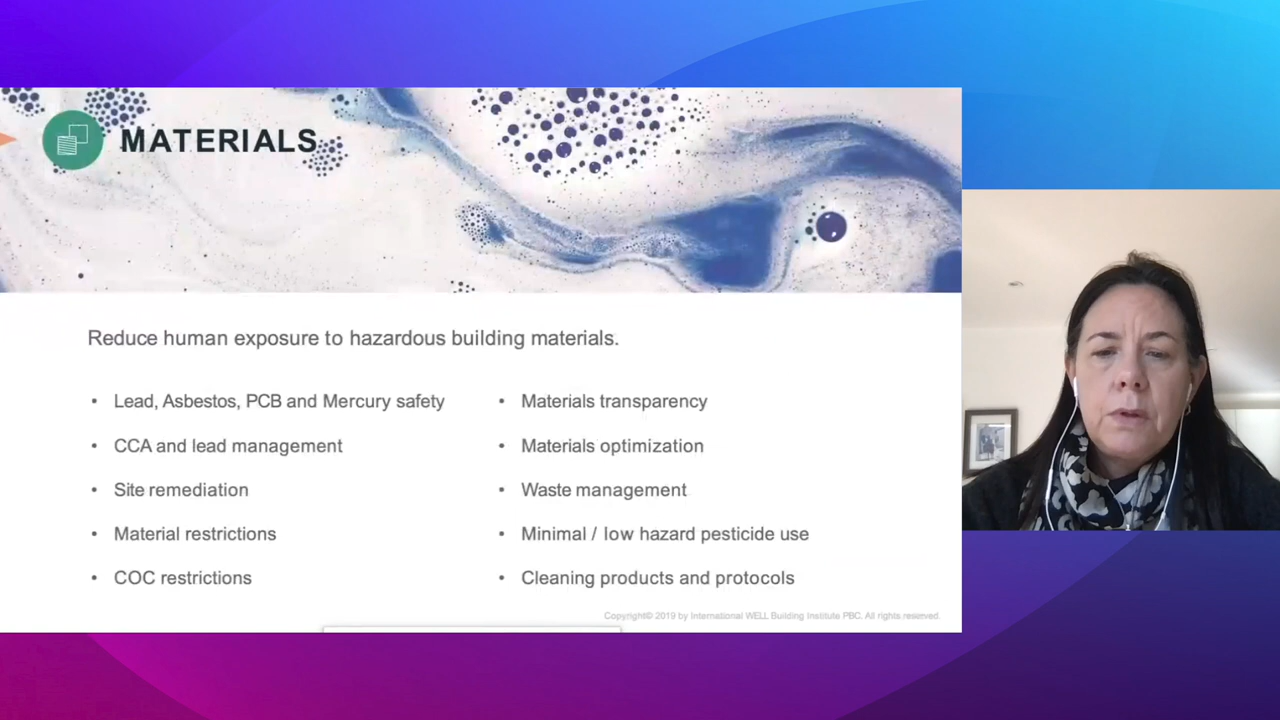 MATERIALS
Reduce human exposure to hazardous building materials.
• Lead, Asbestos, PCB and Mercury safety
• CCA and lead management
• Site remediation
• Material restrictions
• COC restrictions
• Materials transparency
• Materials optimization
• Waste management
• Minimal / low hazard pesticide use
• Cleaning products and protocols
Copyright© 2019 by International WELL Building Institute PBC. All rights reserved.